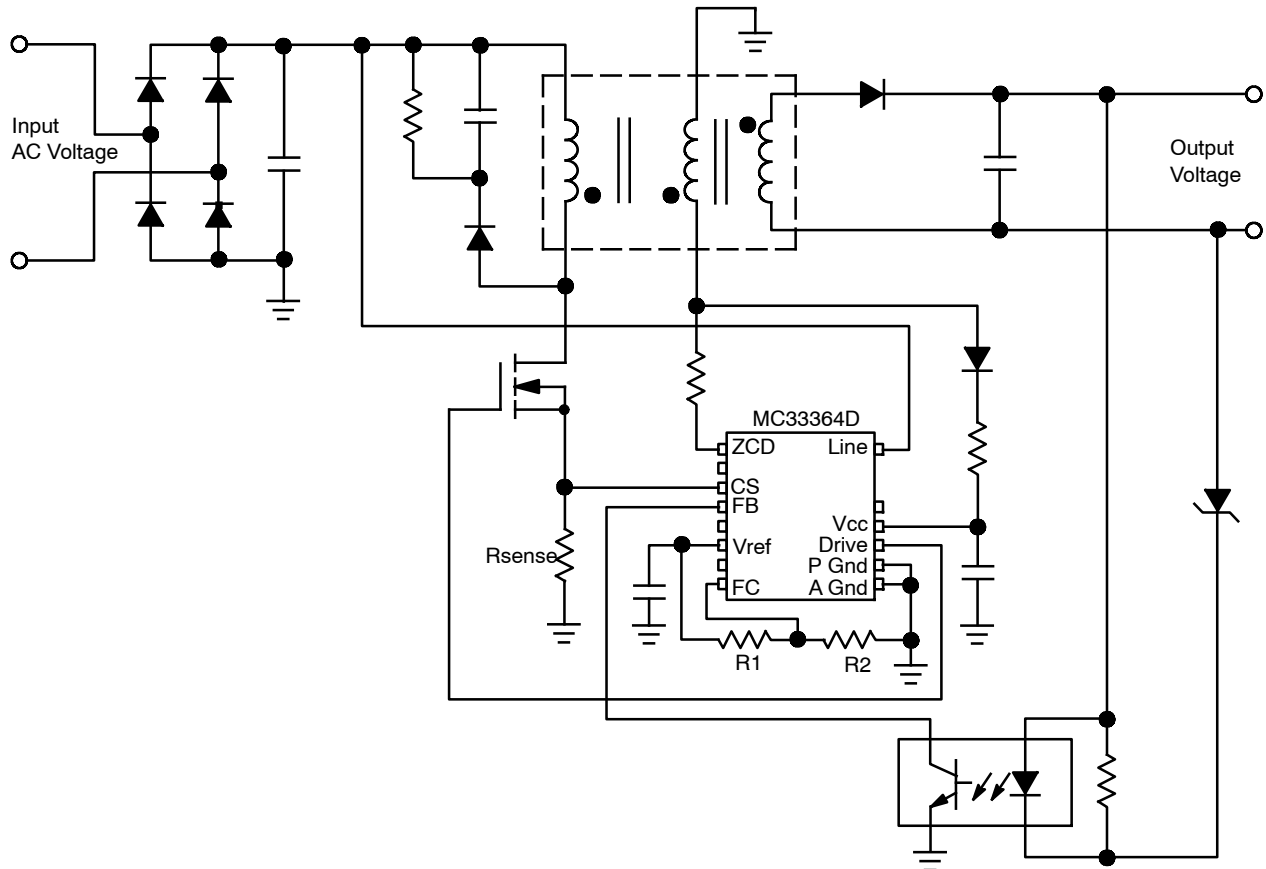 Input
AC Voltage
Output
Voltage
MC33364D
ZCD
Line
CS
FB
Vcc
Rsense
Vref
Drive
P Gnd
FC
A Gnd
R1
R2